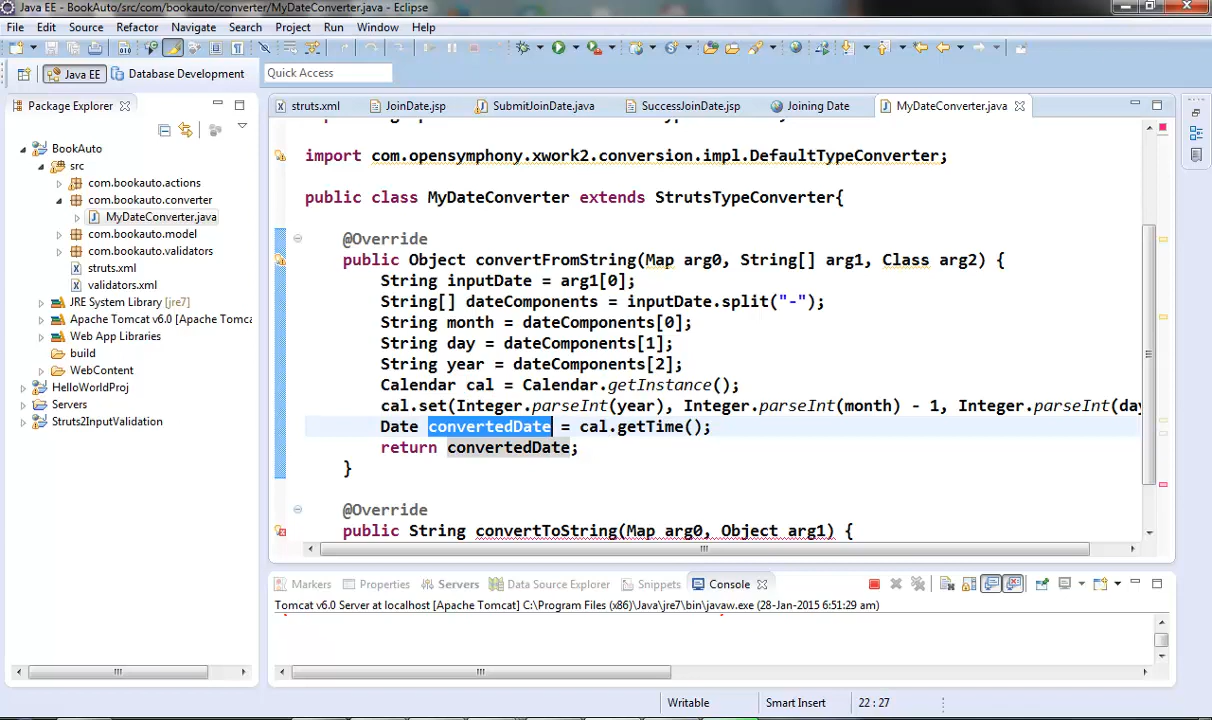 Java EE - BookAuto/src/com/bookauto/converter/MyDateConverter.java - Eclipse
File Edit Source Refactor Navigate Search Project Run Window Help
Java EE Database Development Quick Access
Package Explorer
struts.xml JoinDate.jsp SubmitJoinDate.java SuccessJoinDate.jsp Joining Date MyDateConverter.java
BookAuto
src
com.bookauto.actions
com.bookauto.converter
MyDateConverter.java
com.bookauto.model
com.bookauto.validators
struts.xml
validators.xml
JRE System Library [jre7]
Apache Tomcat v6.0 [Apache Tomca
Web App Libraries
build
WebContent
HelloWorldProj
Servers
Struts2InputValidation
import com.opensymphony.xwork2.conversion.impl.DefaultTypeConverter;
public class MyDateConverter extends StrutsTypeConverter{
@Override
public Object convertFromString(Map arg0, String[] arg1, Class arg2) {
String inputDate = arg1[0];
String[] dateComponents = inputDate.split("-");
String month = dateComponents[0];
String day = dateComponents[1];
String year = dateComponents[2];
Calendar cal = Calendar.getInstance();
cal.set(Integer.parseInt(year), Integer.parseInt(month) - 1, Integer.parseInt(day
Date convertedDate = cal.getTime();
return convertedDate;
}
@Override
public String convertToString(Map arg0, Object arg1) {
Markers Properties Servers Data Source Explorer Snippets Console
Tomcat v6.0 Server at localhost [Apache Tomcat] C:\Program Files (x86)\Java\jre7\bin\javaw.exe (28-Jan-2015 6:51:29 am)
Writable Smart Insert 22 : 27